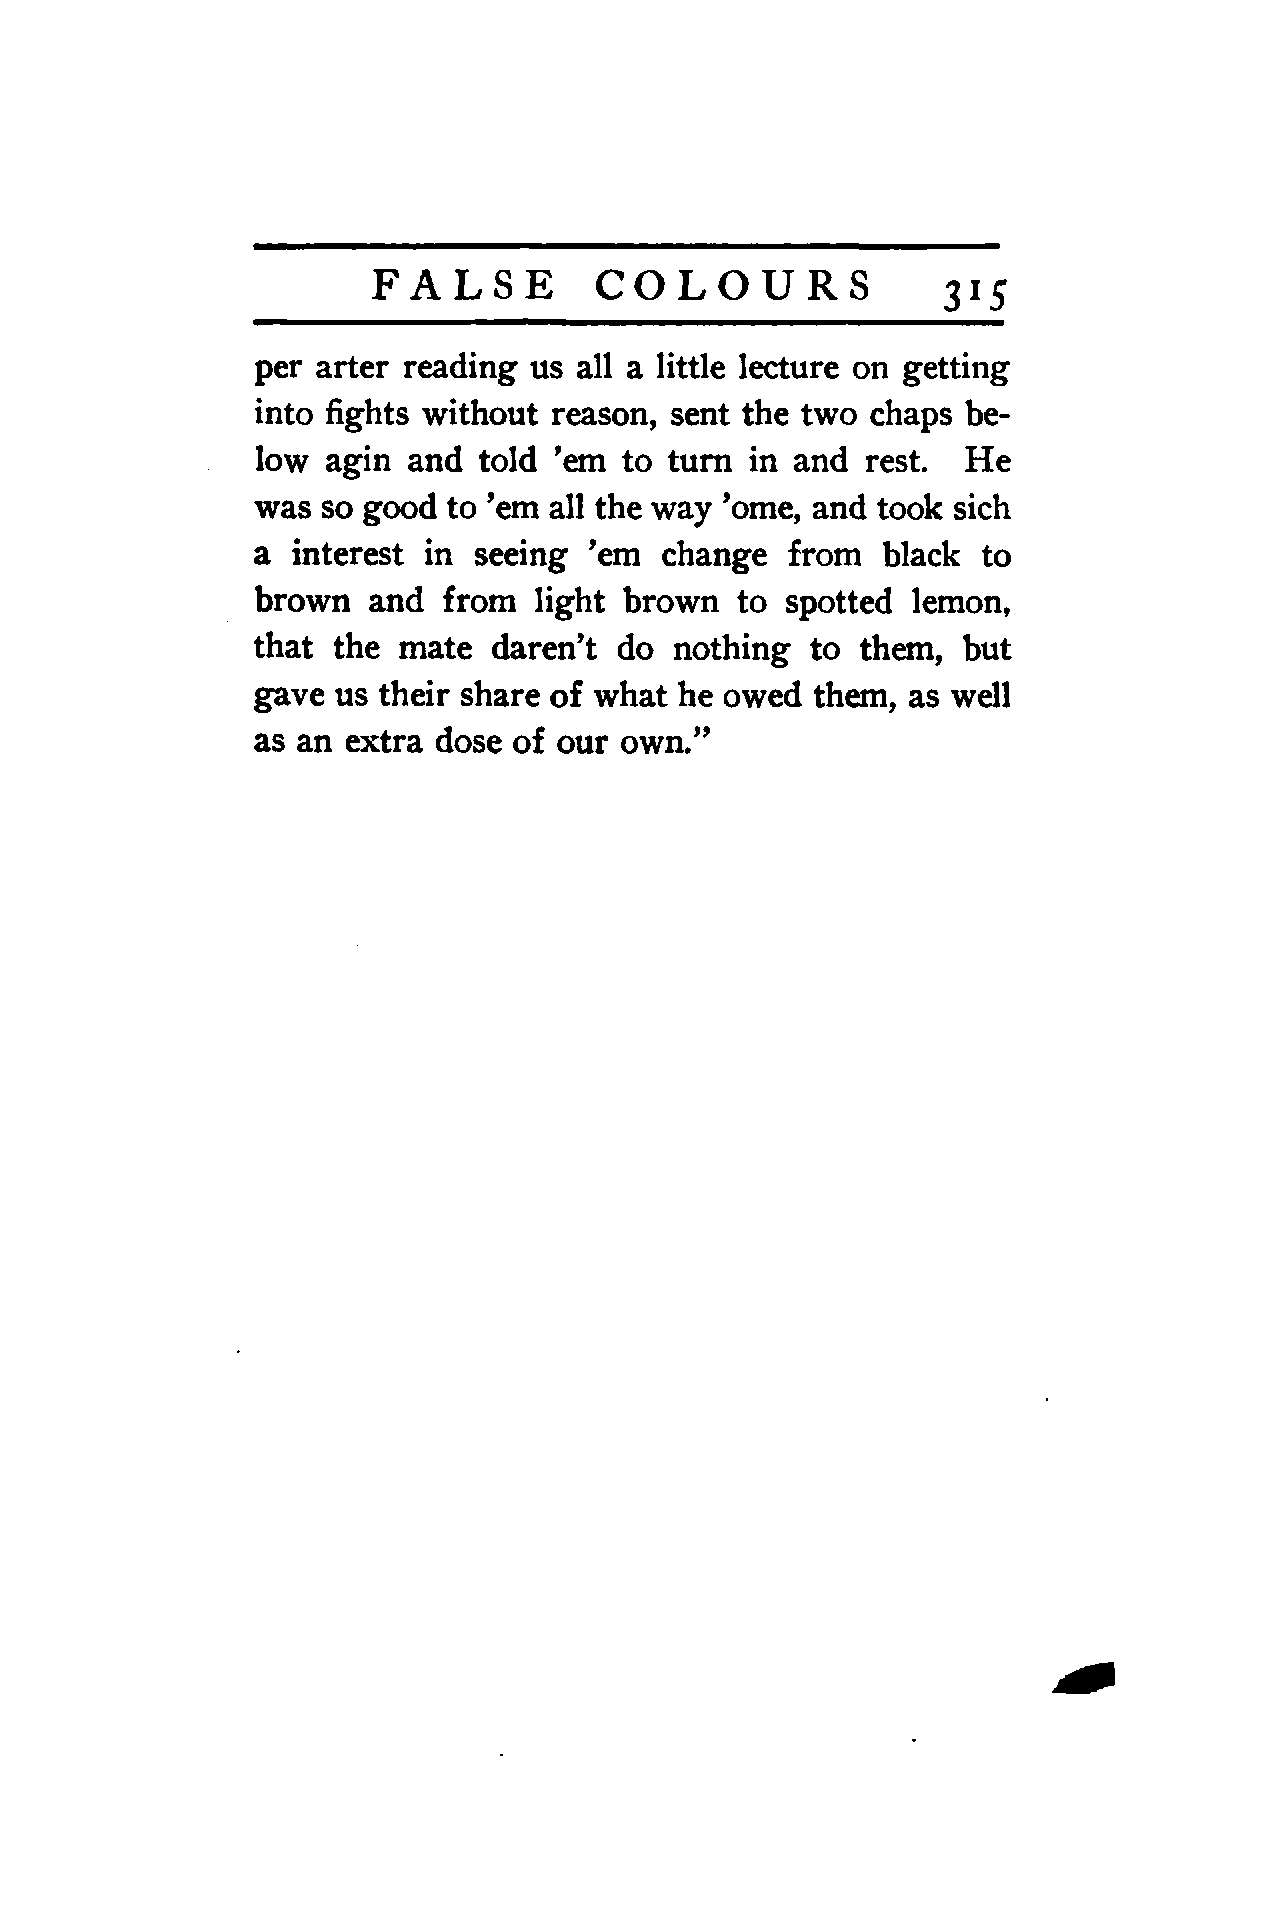 FALSE COLOURS 315
per arter reading us all a little lecture on getting
into fights without reason, sent the two chaps be-
low agin and told 'em to turn in and rest. He
was so good to 'em all the way 'ome, and took sich
a interest in seeing 'em change from black to
brown and from light brown to spotted lemon,
that the mate daren't do nothing to them, but
gave us their share of what he owed them, as well
as an extra dose of our own."